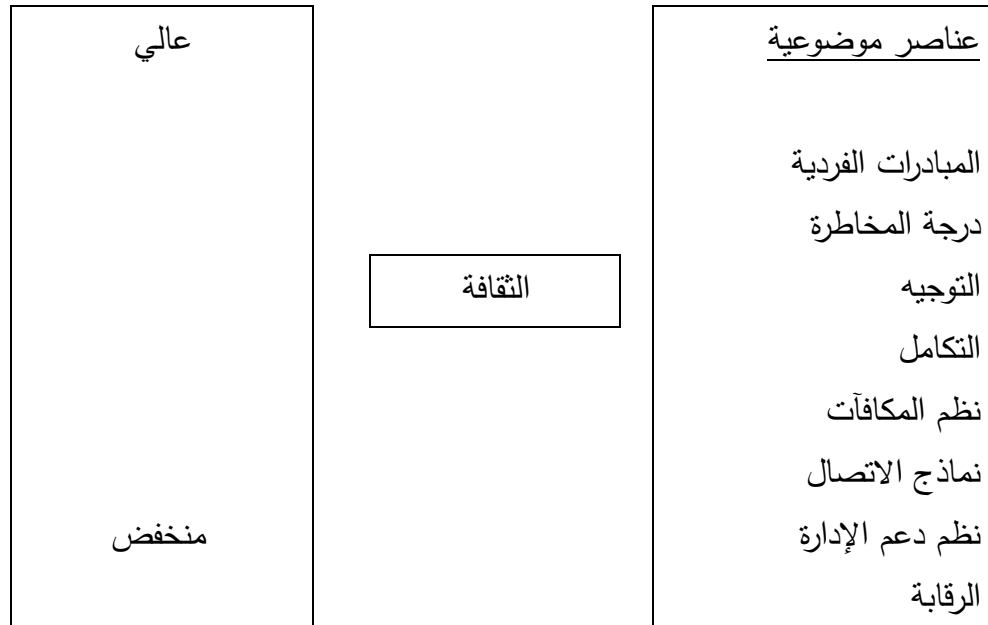 عناصر موضوعية
المبادرات الفردية
درجة المخاطرة
التوجيه
التكامل
نظم المكافآت
نماذج الاتصال
نظم دعم الإدارة
الرقابة
الثقافة
عالي
منخفض